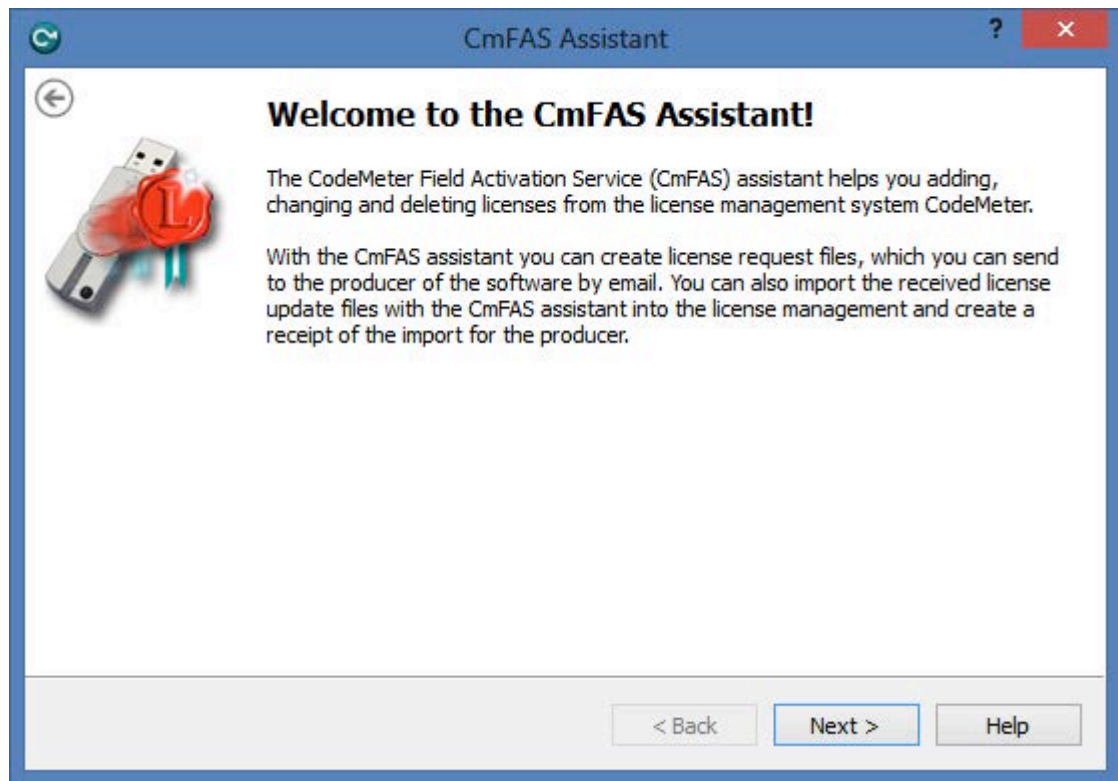 CmFAS Assistant
?
Welcome to the CmFAS Assistant!
The CodeMeter Field Activation Service (CmFAS) assistant helps you adding,
changing and deleting licenses from the license management system CodeMeter.
With the CmFAS assistant you can create license request files, which you can send
to the producer of the software by email. You can also import the received license
update files with the CmFAS assistant into the license management and create a
receipt of the import for the producer.
L
< Back
Next >
Help